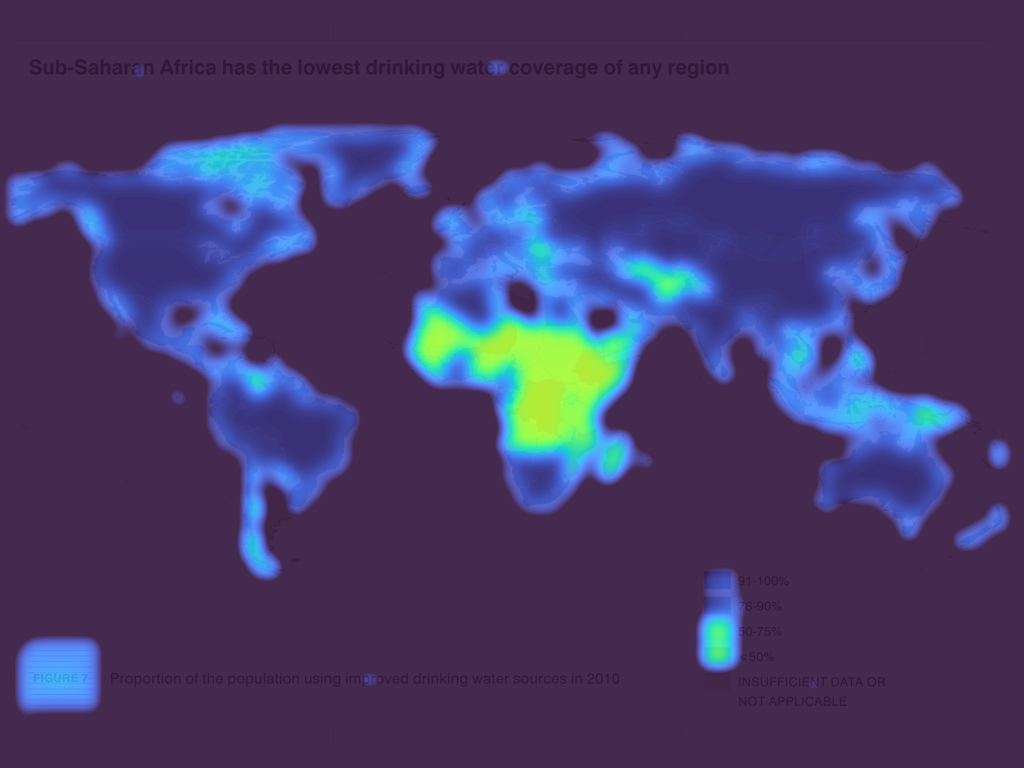 Sub-Saharan Africa has the lowest drinking water coverage of any region
91-100%
76-90%
50-75%
<50%
INSUFFICIENT DATA OR
NOT APPLICABLE
FIGURE 7
Proportion of the population using improved drinking water sources in 2010